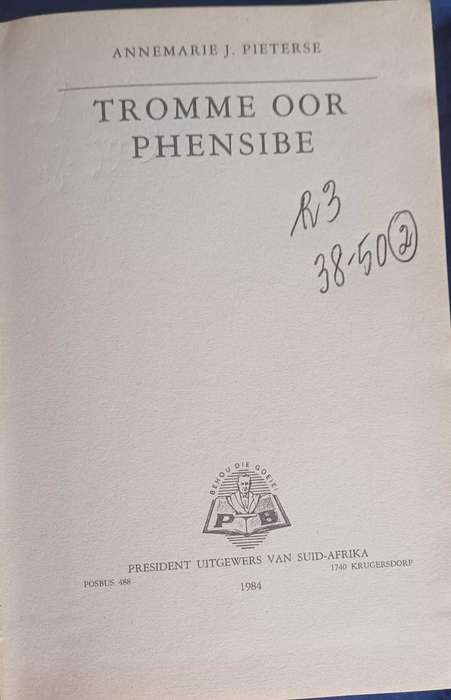 ANNEMARIE J. PIETERSE
TROMME OOR
PHENSIBE
R3
38-50 2
BEHOU DIE GOEIE!
P B
PRESIDENT UITGEWERS VAN SUID-AFRIKA
POSBUS 488 1740 KRUGERSDORP
1984